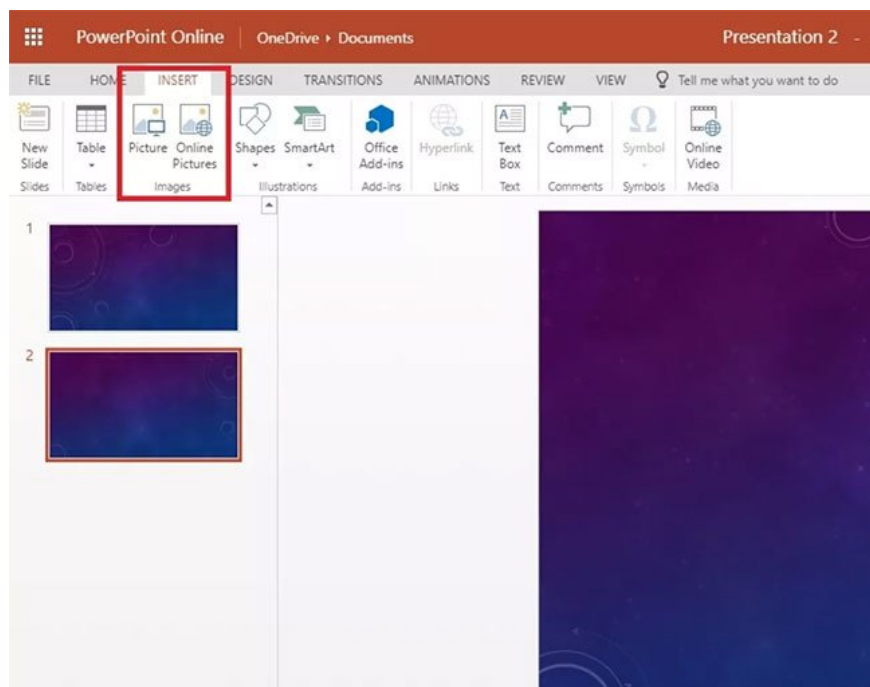 PowerPoint Online OneDrive ▸ Documents Presentation 2 -
FILE HOME INSERT DESIGN TRANSITIONS ANIMATIONS REVIEW VIEW Tell me what you want to do
New Slide
Table
Picture
Online Pictures
Shapes
SmartArt
Office Add-ins
Hyperlink
Text Box
Comment
Symbol
Online Video
Slides Tables Images Illustrations Add-ins Links Text Comments Symbols Media
1
2